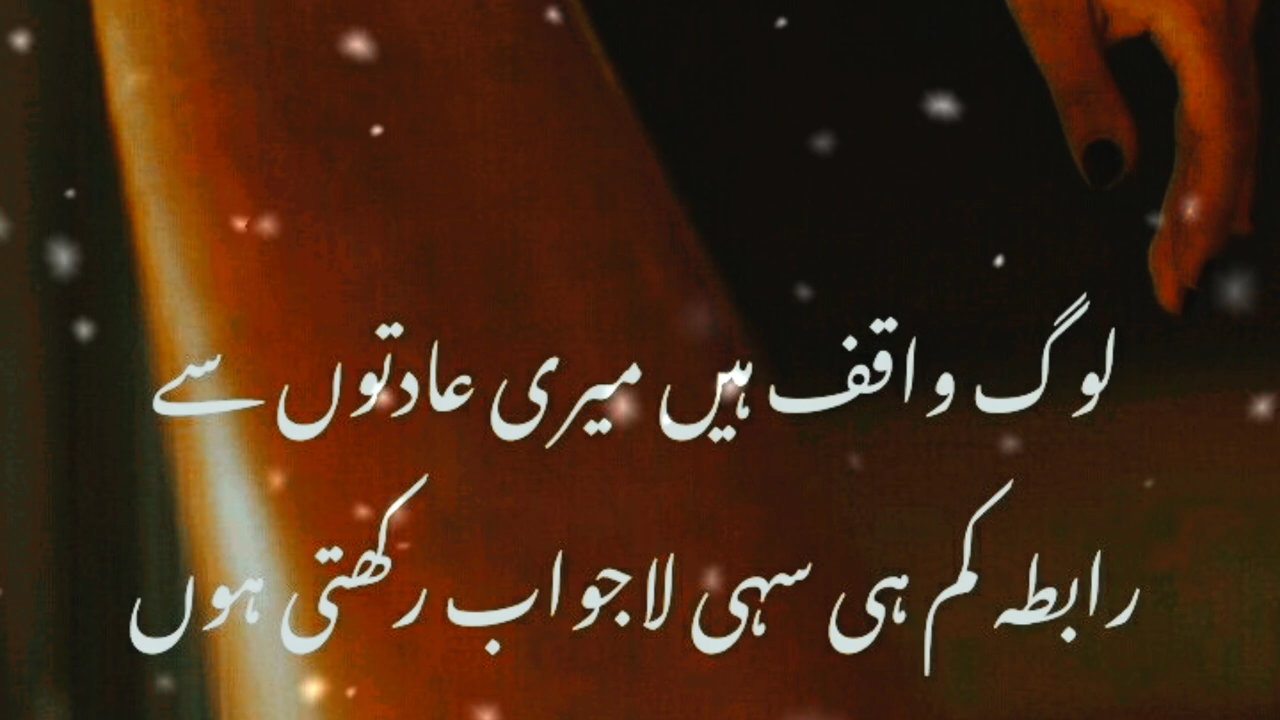 لوگ واقف ہیں میری عادتوں سے
رابطہ کم ہی سہی لاجواب رکھتی ہوں